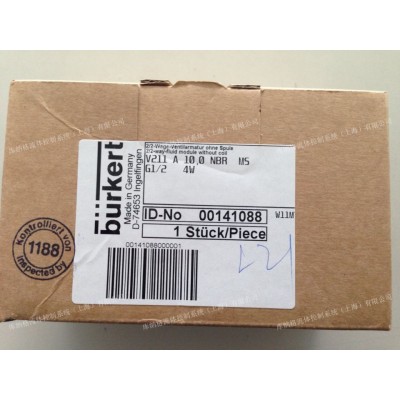 bürkert
Made in Germany
D-74653 Ingelfingen
2/2-Wege-Ventilarmatur ohne Spule
2/2-way-fluid module without coil
V211 A 10,0 NBR MS
G1/2 4W
ID-No 00141088 W11M
1 Stück/Piece
00141088000001
Kontrolliert von
1188
inspected by